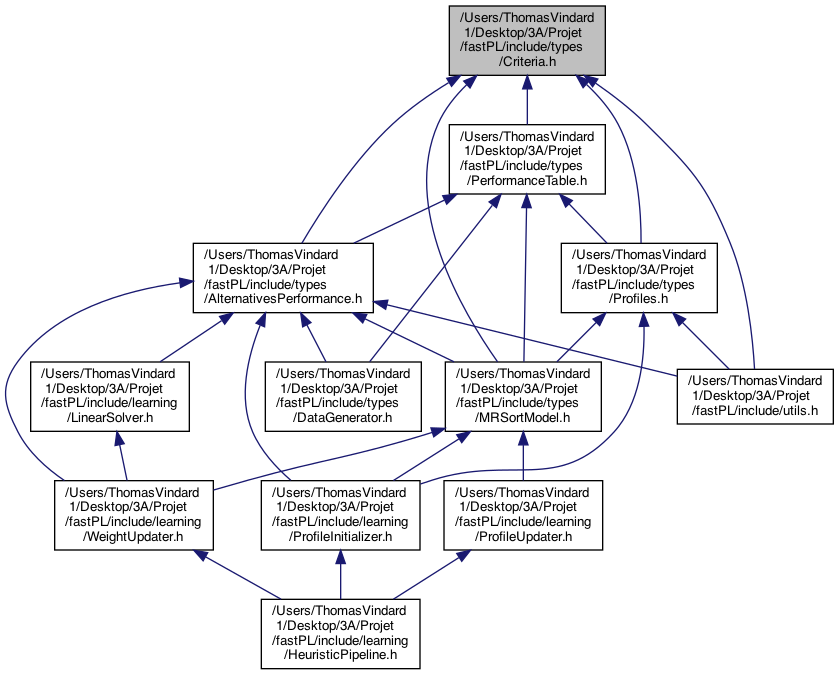 /Users/ThomasVindard
1/Desktop/3A/Projet
/fastPL/include/types
/Criteria.h
/Users/ThomasVindard
1/Desktop/3A/Projet
/fastPL/include/types
/PerformanceTable.h
/Users/ThomasVindard
1/Desktop/3A/Projet
/fastPL/include/types
/AlternativesPerformance.h
/Users/ThomasVindard
1/Desktop/3A/Projet
/fastPL/include/types
/Profiles.h
/Users/ThomasVindard
1/Desktop/3A/Projet
/fastPL/include/learning
/LinearSolver.h
/Users/ThomasVindard
1/Desktop/3A/Projet
/fastPL/include/types
/DataGenerator.h
/Users/ThomasVindard
1/Desktop/3A/Projet
/fastPL/include/types
/MRSortModel.h
/Users/ThomasVindard
1/Desktop/3A/Projet
/fastPL/include/utils.h
/Users/ThomasVindard
1/Desktop/3A/Projet
/fastPL/include/learning
/WeightUpdater.h
/Users/ThomasVindard
1/Desktop/3A/Projet
/fastPL/include/learning
/ProfileInitializer.h
/Users/ThomasVindard
1/Desktop/3A/Projet
/fastPL/include/learning
/ProfileUpdater.h
/Users/ThomasVindard
1/Desktop/3A/Projet
/fastPL/include/learning
/HeuristicPipeline.h